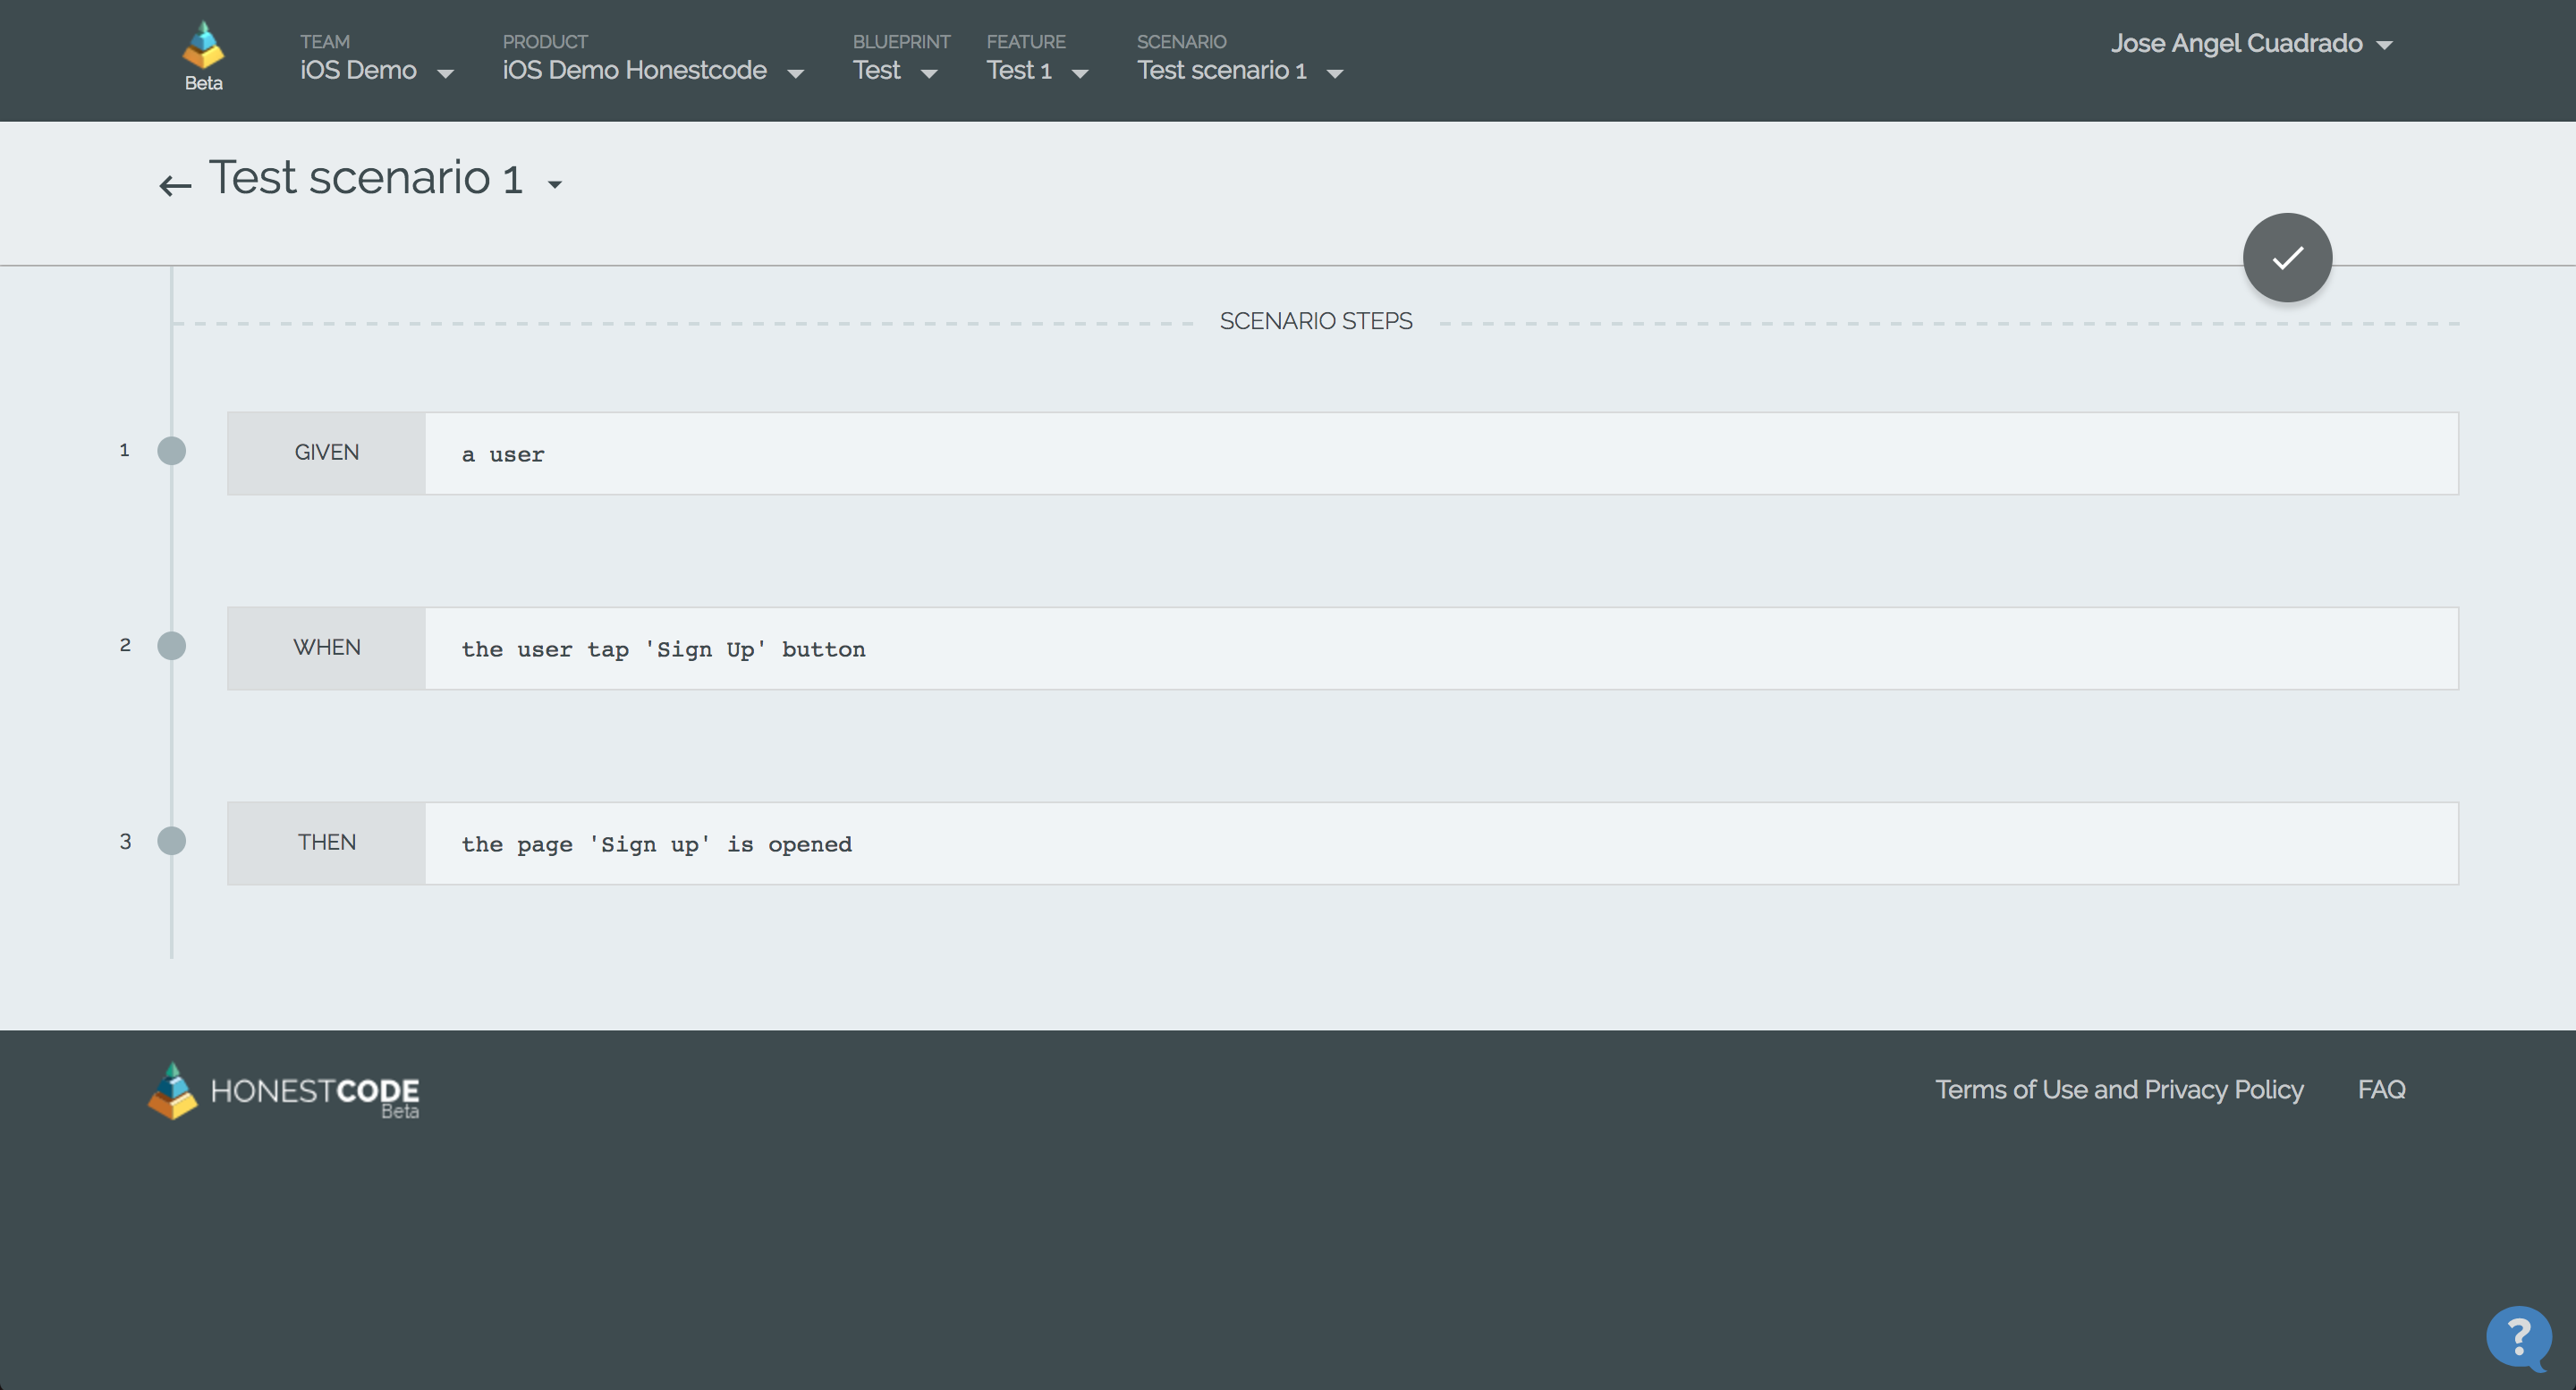 TEAM PRODUCT BLUEPRINT FEATURE SCENARIO
iOS Demo iOS Demo Honestcode Test Test 1 Test scenario 1 Jose Angel Cuadrado
Beta
Test scenario 1
SCENARIO STEPS
1 GIVEN a user
2 WHEN the user tap 'Sign Up' button
3 THEN the page 'Sign up' is opened
HONESTCODE Terms of Use and Privacy Policy FAQ
Beta
?